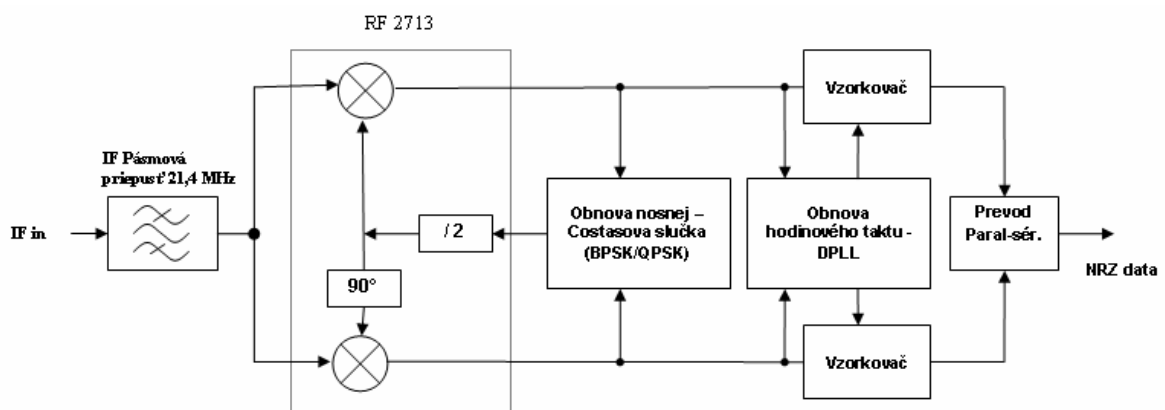 RF 2713
Vzorkovač
IF Pásmová
priepusť 21,4 MHz
IF in
/ 2
90°
Obnova nosnej –
Costasova slučka
(BPSK/QPSK)
Obnova
hodinového taktu -
DPLL
Prevod
Paral-sér.
NRZ data
Vzorkovač